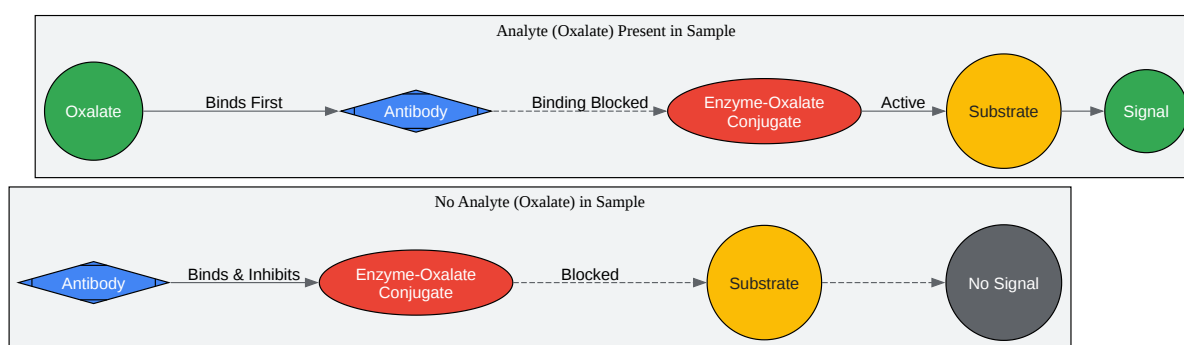 Analyte (Oxalate) Present in Sample
Oxalate
Binds First
Antibody
Binding Blocked
Enzyme-Oxalate
Conjugate
Active
Substrate
Signal
No Analyte (Oxalate) in Sample
Antibody
Binds & Inhibits
Enzyme-Oxalate
Conjugate
Blocked
Substrate
No Signal